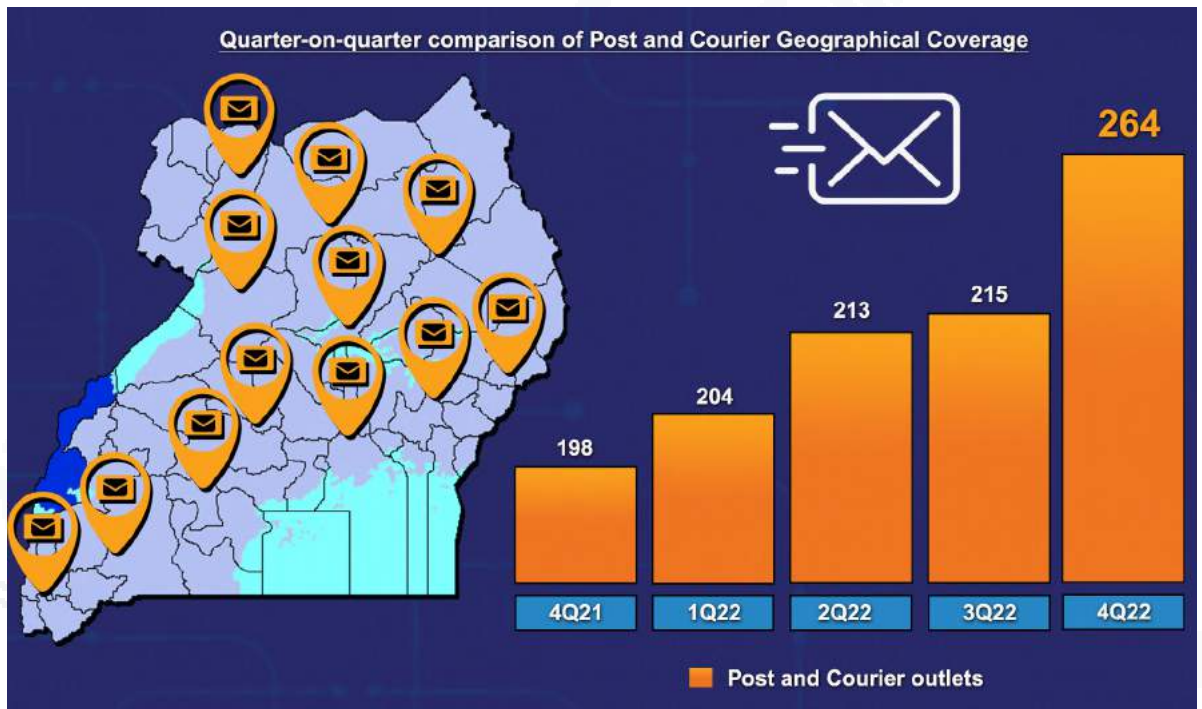 Quarter-on-quarter comparison of Post and Courier Geographical Coverage
264
215
213
204
198
4Q21 1Q22 2Q22 3Q22 4Q22
Post and Courier outlets